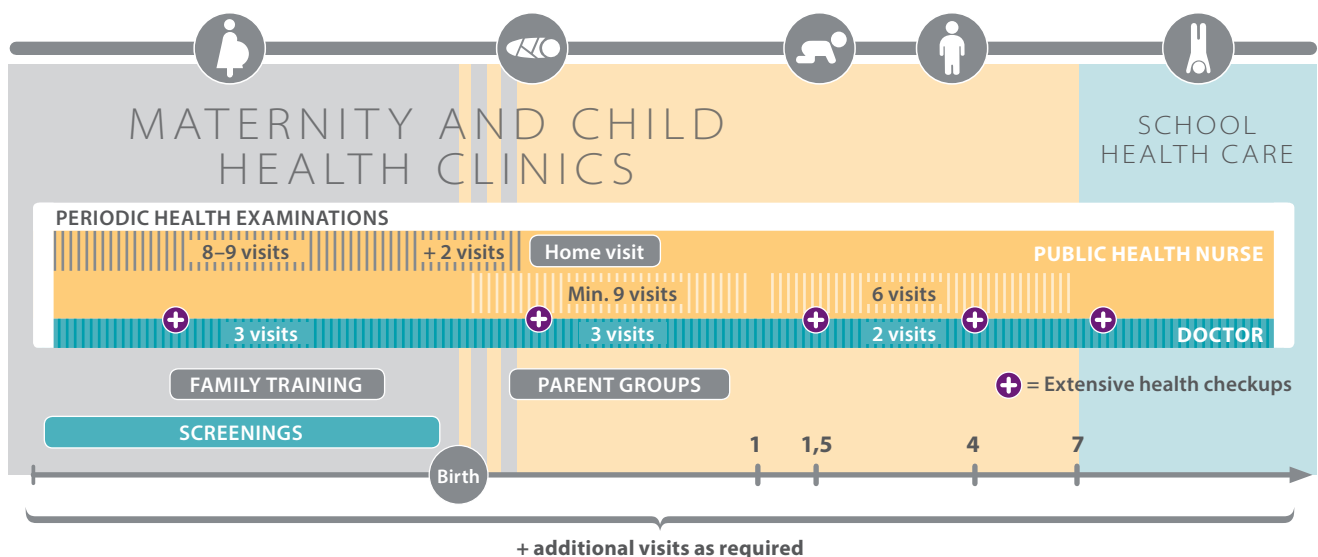 MATERNITY AND CHILD
HEALTH CLINICS
SCHOOL
HEALTH CARE
PERIODIC HEALTH EXAMINATIONS
8–9 visits
+ 2 visits
Home visit
PUBLIC HEALTH NURSE
Min. 9 visits
6 visits
3 visits
3 visits
2 visits
DOCTOR
FAMILY TRAINING
PARENT GROUPS
= Extensive health checkups
SCREENINGS
1
1,5
4
7
Birth
+ additional visits as required